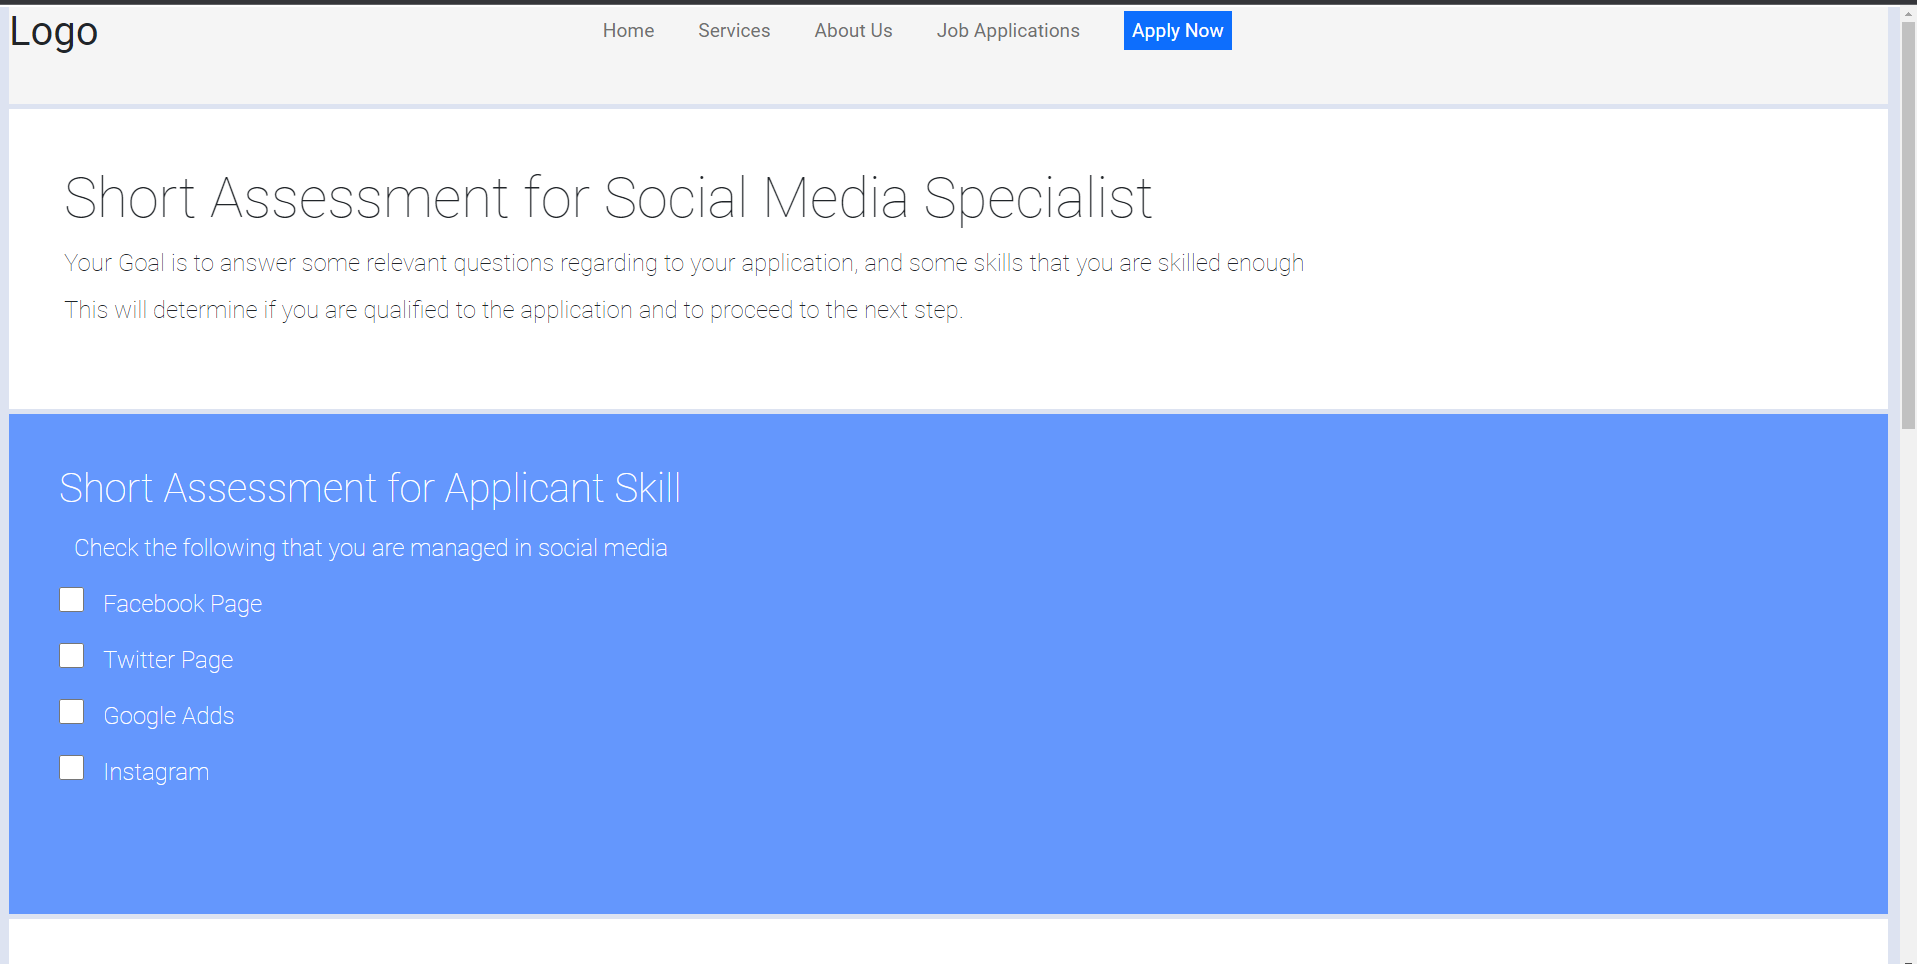 Logo
Home
Services
About Us
Job Applications
Apply Now
Short Assessment for Social Media Specialist
Your Goal is to answer some relevant questions regarding to your application, and some skills that you are skilled enough
This will determine if you are qualified to the application and to proceed to the next step.
Short Assessment for Applicant Skill
Check the following that you are managed in social media
Facebook Page
Twitter Page
Google Adds
Instagram